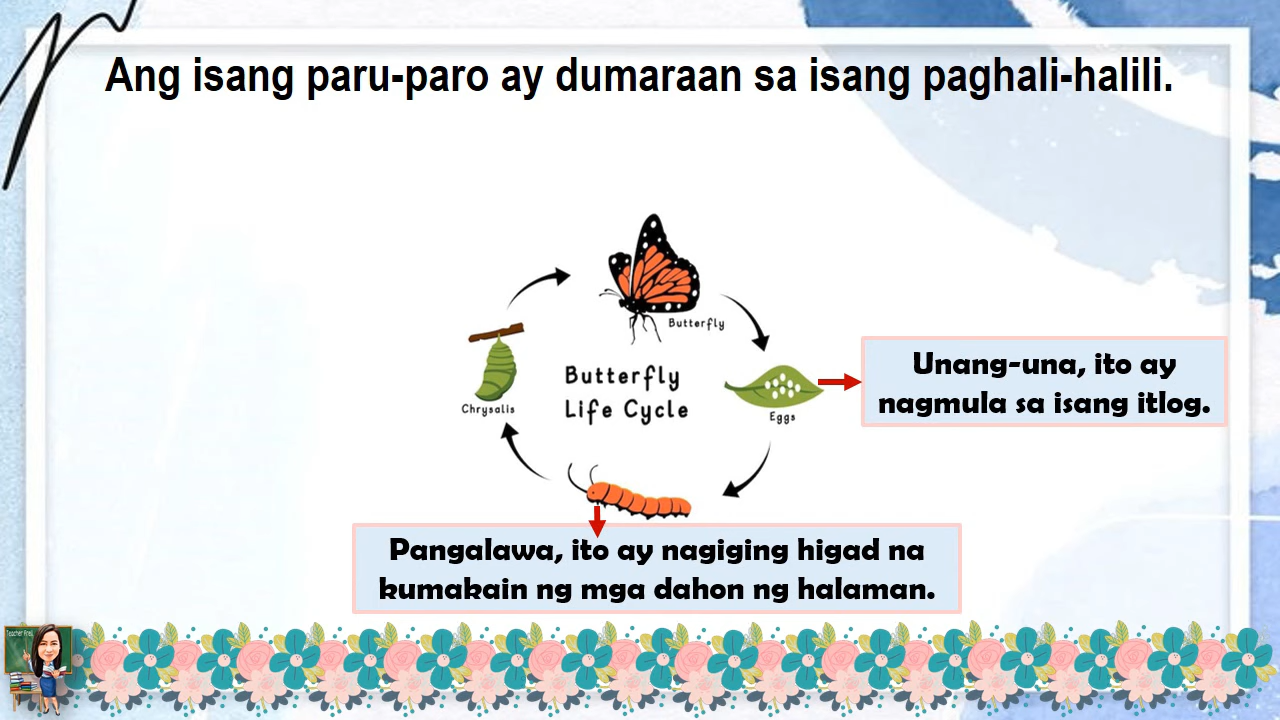 Ang isang paru-paro ay dumaraan sa isang paghali-halili.
Butterfly
Chrysalis
Butterfly
Life Cycle
Eggs
Unang-una, ito ay
nagmula sa isang itlog.
Pangalawa, ito ay nagiging higad na
kumakain ng mga dahon ng halaman.